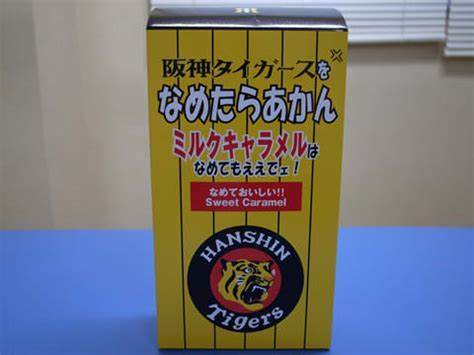 阪神タイガースを
なめたらあかん
ミルクキャラメルは
なめてもええでェ!
なめておいしい!!
Sweet Caramel
HANSHIN
Tigers